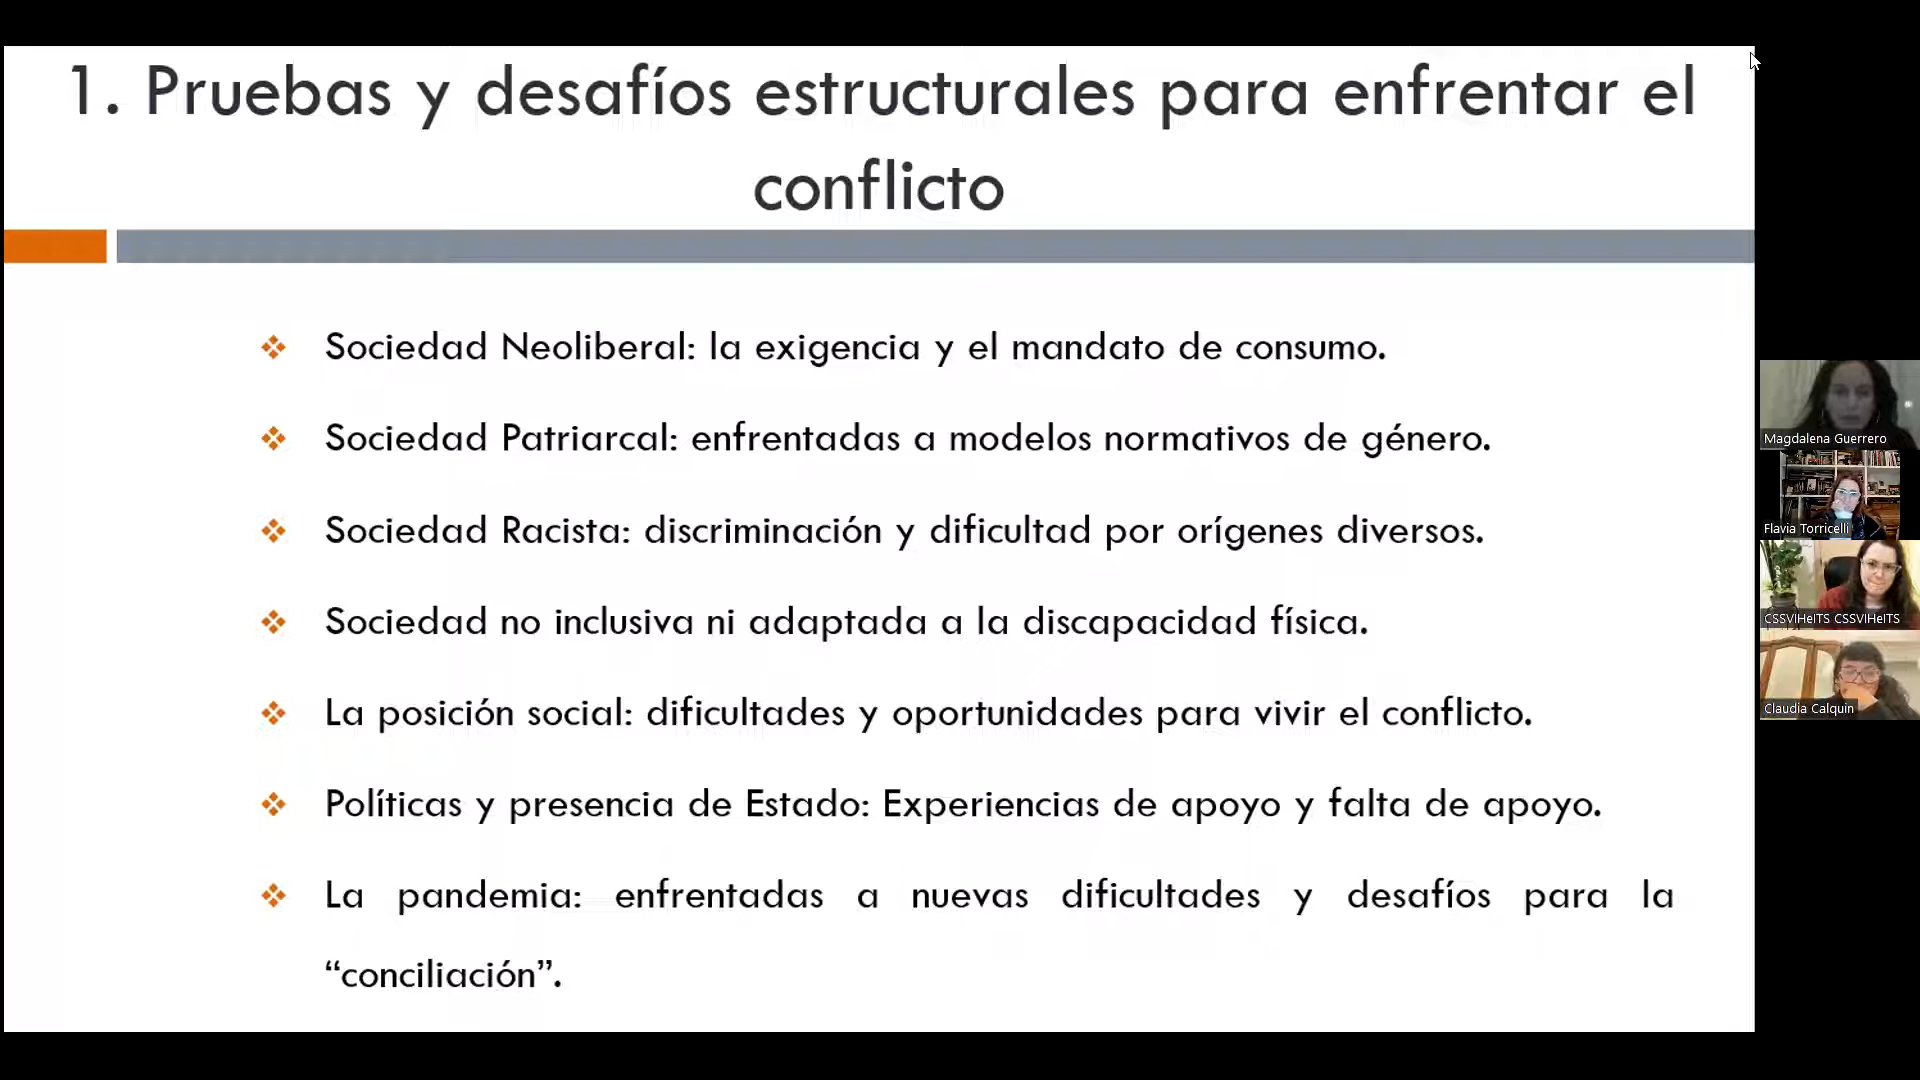 1. Pruebas y desafíos estructurales para enfrentar el
conflicto
Sociedad Neoliberal: la exigencia y el mandato de consumo.
Sociedad Patriarcal: enfrentadas a modelos normativos de género.
Sociedad Racista: discriminación y dificultad por orígenes diversos.
Sociedad no inclusiva ni adaptada a la discapacidad física.
La posición social: dificultades y oportunidades para vivir el conflicto.
Políticas y presencia de Estado: Experiencias de apoyo y falta de apoyo.
La pandemia: enfrentadas a nuevas dificultades y desafíos para la
“conciliación”.
Magdalena Guerrero
Flavia Torricelli
CSSVIHeITS CSSVIHeITS
Claudia Calquin